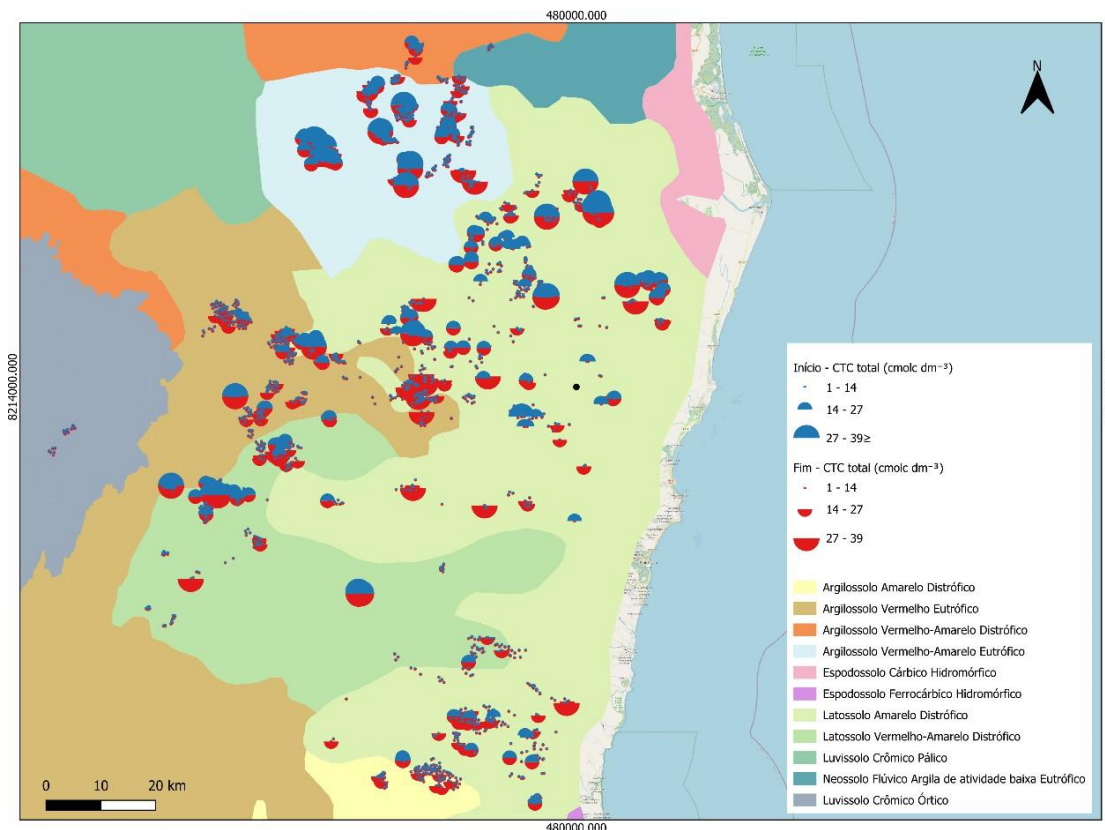 480000.000
N
8214000.000
Início - CTC total (cmolc dm⁻³)
1 - 14
14 - 27
27 - 39≥
Fim - CTC total (cmolc dm⁻³)
1 - 14
14 - 27
27 - 39
Argilossolo Amarelo Distrófico
Argilossolo Vermelho Eutrófico
Argilossolo Vermelho-Amarelo Distrófico
Argilossolo Vermelho-Amarelo Eutrófico
Espodossolo Cárbico Hidromórfico
Espodossolo Ferrocárbico Hidromórfico
Latossolo Amarelo Distrófico
Latossolo Vermelho-Amarelo Distrófico
Luvissolo Crômico Pálico
Neossolo Flúvico Argila de atividade baixa Eutrófico
Luvissolo Crômico Órtico
0 10 20 km
480000.000